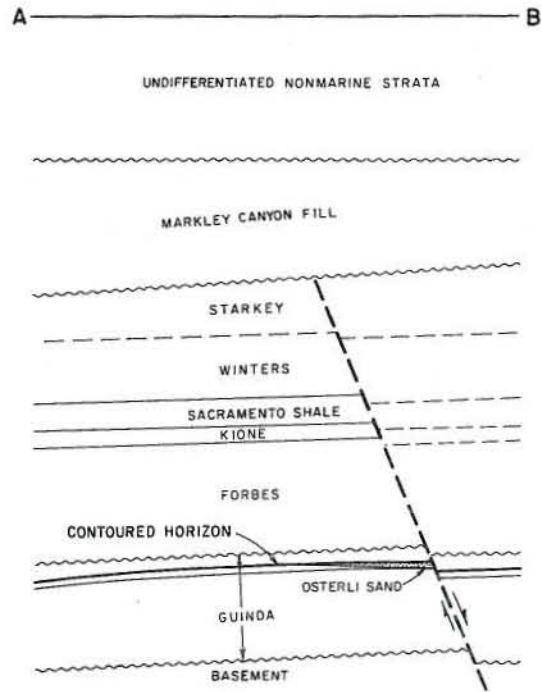 A B
UNDIFFERENTIATED NONMARINE STRATA
MARKLEY CANYON FILL
STARKEY
WINTERS
SACRAMENTO SHALE
KIONE
FORBES
CONTOURED HORIZON
OSTERLI SAND
GUINDA
BASEMENT